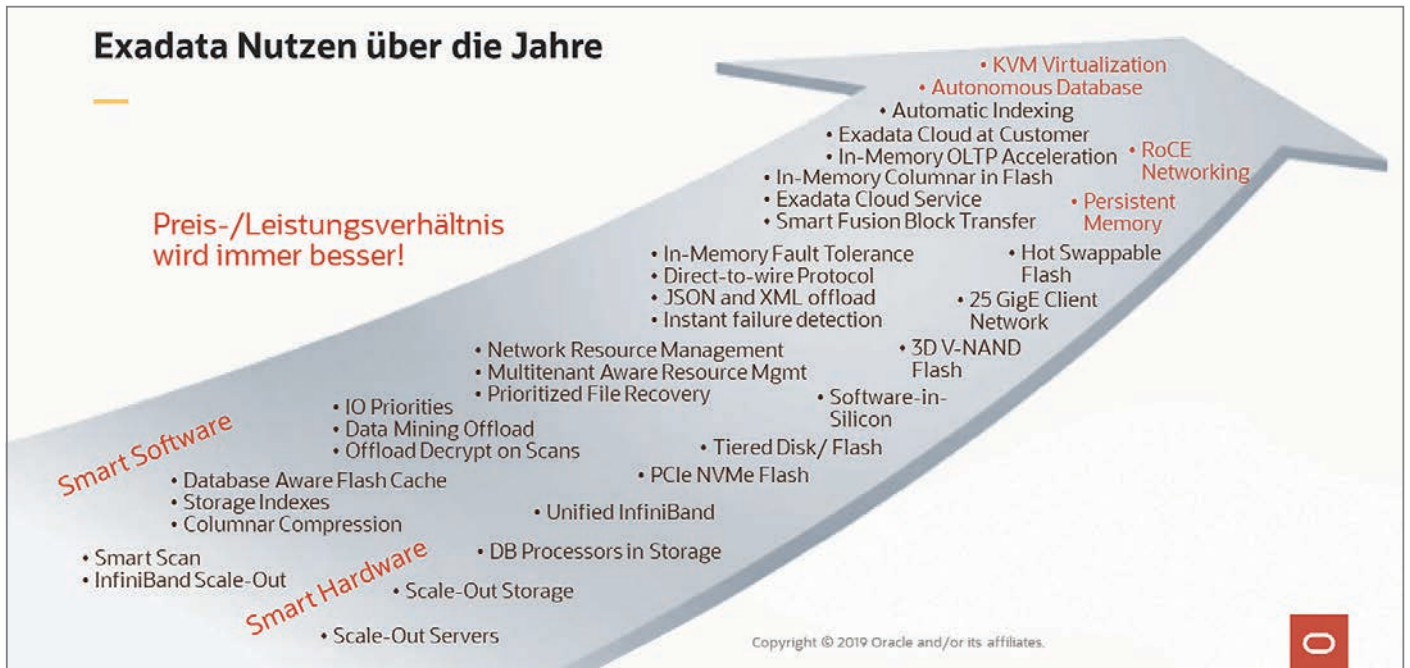 Exadata Nutzen über die Jahre
• KVM Virtualization
• Autonomous Database
• Automatic Indexing
• Exadata Cloud at Customer
• In-Memory OLTP Acceleration
• In-Memory Columnar in Flash
• Exadata Cloud Service
• Smart Fusion Block Transfer
• RoCE
Networking
• Persistent
Memory
Preis-/Leistungsverhältnis
wird immer besser!
• In-Memory Fault Tolerance
• Direct-to-wire Protocol
• JSON and XML offload
• Instant failure detection
• Hot Swappable
Flash
• 25 GigE Client
Network
• Network Resource Management
• Multitenant Aware Resource Mgmt
• Prioritized File Recovery
• 3D V-NAND
Flash
• Software-in-
Silicon
Smart Software
• IO Priorities
• Data Mining Offload
• Offload Decrypt on Scans
• Tiered Disk/ Flash
• PCIe NVMe Flash
• Database Aware Flash Cache
• Storage Indexes
• Columnar Compression
• Unified InfiniBand
• Smart Scan
• InfiniBand Scale-Out
Smart Hardware
• DB Processors in Storage
• Scale-Out Storage
• Scale-Out Servers
Copyright © 2019 Oracle and/or its affiliates.